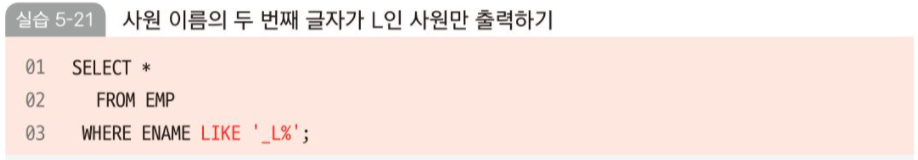 실습 5-21 사원 이름의 두 번째 글자가 L인 사원만 출력하기
01 SELECT *
02 FROM EMP
03 WHERE ENAME LIKE '_L%';